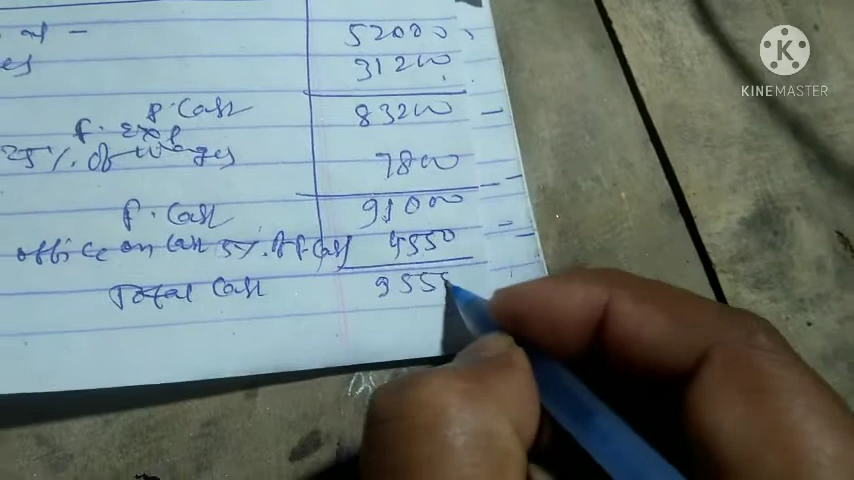 52000
31200
P. Cost 83200
F. Exp
25% of wages 7800
F. Cost 91000
office on Cost 5% of F. Cost 4550
Total Cost 9555
KINEMASTER